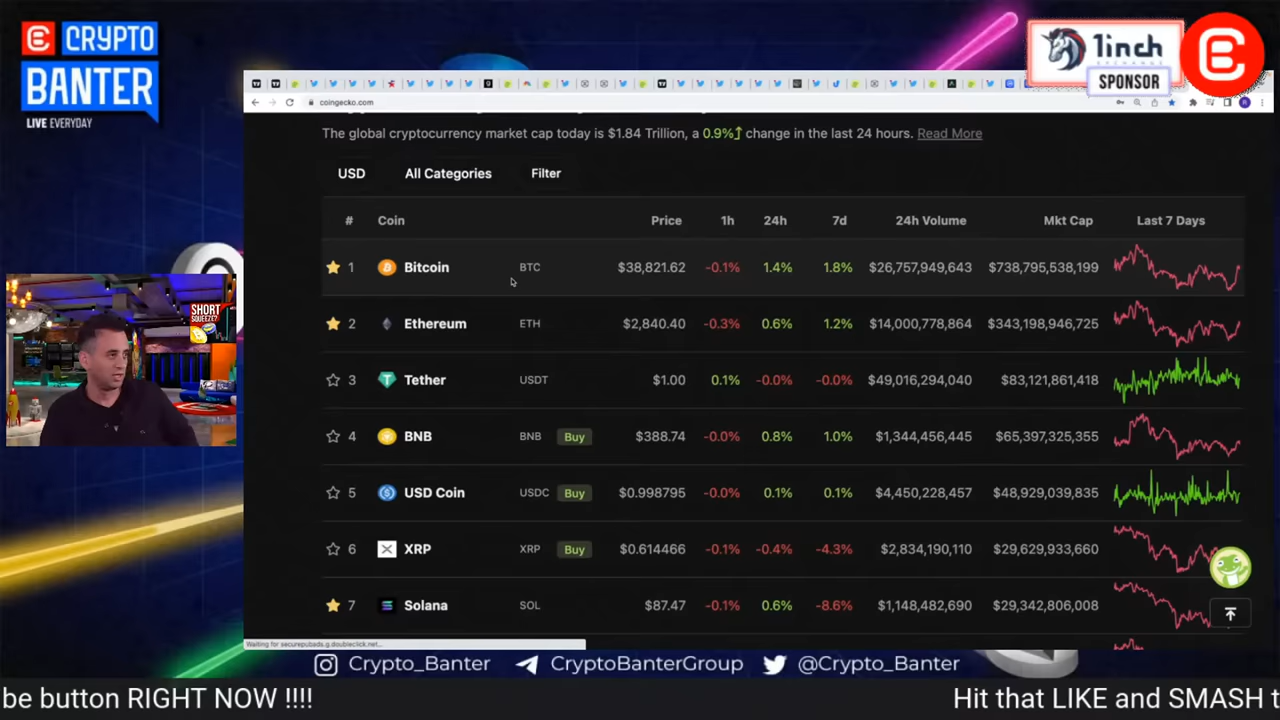 CRYPTO
BANTER
LIVE EVERYDAY
1inch
EXCHANGE
SPONSOR
coingecko.com
The global cryptocurrency market cap today is $1.84 Trillion, a 0.9% change in the last 24 hours. Read More
USD All Categories Filter
# Coin Price 1h 24h 7d 24h Volume Mkt Cap Last 7 Days
1 Bitcoin BTC $38,821.62 -0.1% 1.4% 1.8% $26,757,949,643 $738,795,538,199
2 Ethereum ETH $2,840.40 -0.3% 0.6% 1.2% $14,009,778,864 $343,198,946,725
3 Tether USDT $1.00 0.1% -0.0% -0.0% $49,016,294,040 $83,121,861,418
4 BNB BNB Buy $388.74 -0.0% 0.8% 1.0% $1,344,456,445 $65,397,325,355
5 USD Coin USDC Buy $0.998795 -0.0% 0.1% 0.1% $4,450,228,457 $48,929,039,835
6 XRP XRP Buy $0.614466 -0.1% -0.4% -4.3% $2,834,190,110 $29,629,933,660
7 Solana SOL $87.47 -0.1% 0.6% -8.6% $1,148,482,690 $29,342,806,008
SHORT
SQUEEZE?
Waiting for securepubads.g.doubleclick.net...
Crypto_Banter CryptoBanterGroup @Crypto_Banter
be button RIGHT NOW !!!! Hit that LIKE and SMASH t